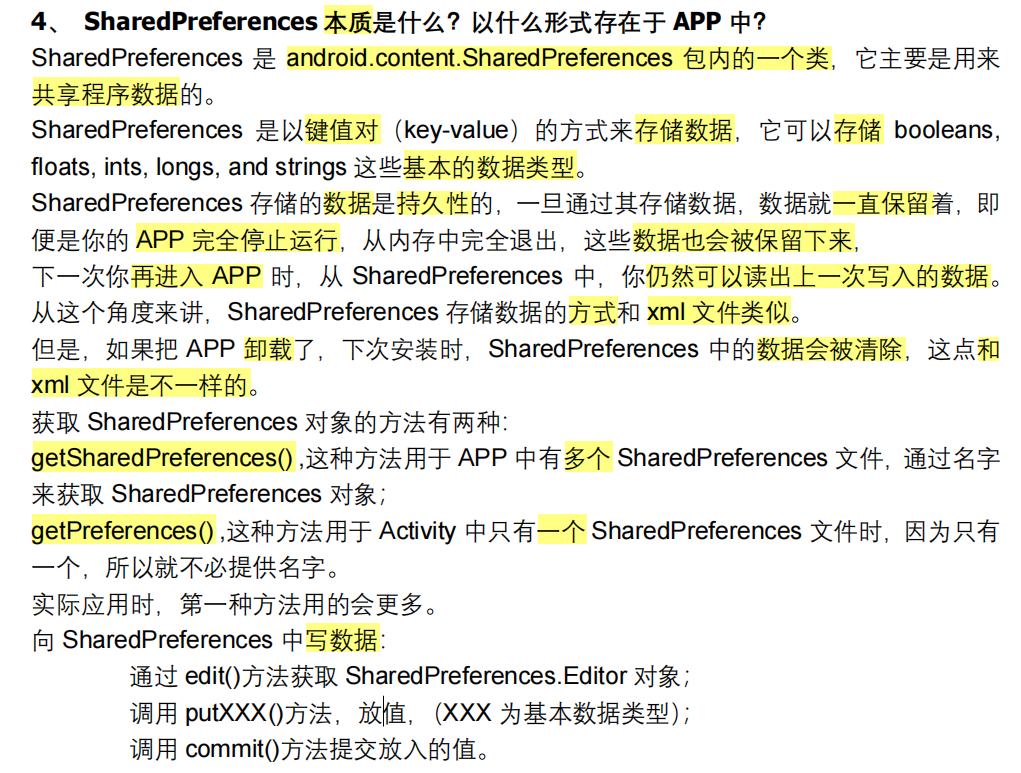 4、 SharedPreferences 本质是什么？以什么形式存在于 APP 中？
SharedPreferences 是 android.content.SharedPreferences 包内的一个类，它主要是用来
共享程序数据的。
SharedPreferences 是以键值对（key-value）的方式来存储数据，它可以存储 booleans,
floats, ints, longs, and strings 这些基本的数据类型。
SharedPreferences 存储的数据是持久性的，一旦通过其存储数据，数据就一直保留着，即
便是你的 APP 完全停止运行，从内存中完全退出，这些数据也会被保留下来，
下一次你再进入 APP 时，从 SharedPreferences 中，你仍然可以读出上一次写入的数据。
从这个角度来讲，SharedPreferences 存储数据的方式和 xml 文件类似。
但是，如果把 APP 卸载了，下次安装时，SharedPreferences 中的数据会被清除，这点和
xml 文件是不一样的。
获取 SharedPreferences 对象的方法有两种：
getSharedPreferences() ,这种方法用于 APP 中有多个 SharedPreferences 文件，通过名字
来获取 SharedPreferences 对象；
getPreferences() ,这种方法用于 Activity 中只有一个 SharedPreferences 文件时，因为只有
一个，所以就不必提供名字。
实际应用时，第一种方法用的会更多。
向 SharedPreferences 中写数据：
通过 edit()方法获取 SharedPreferences.Editor 对象；
调用 putXXX()方法，放值，（XXX 为基本数据类型）；
调用 commit()方法提交放入的值。